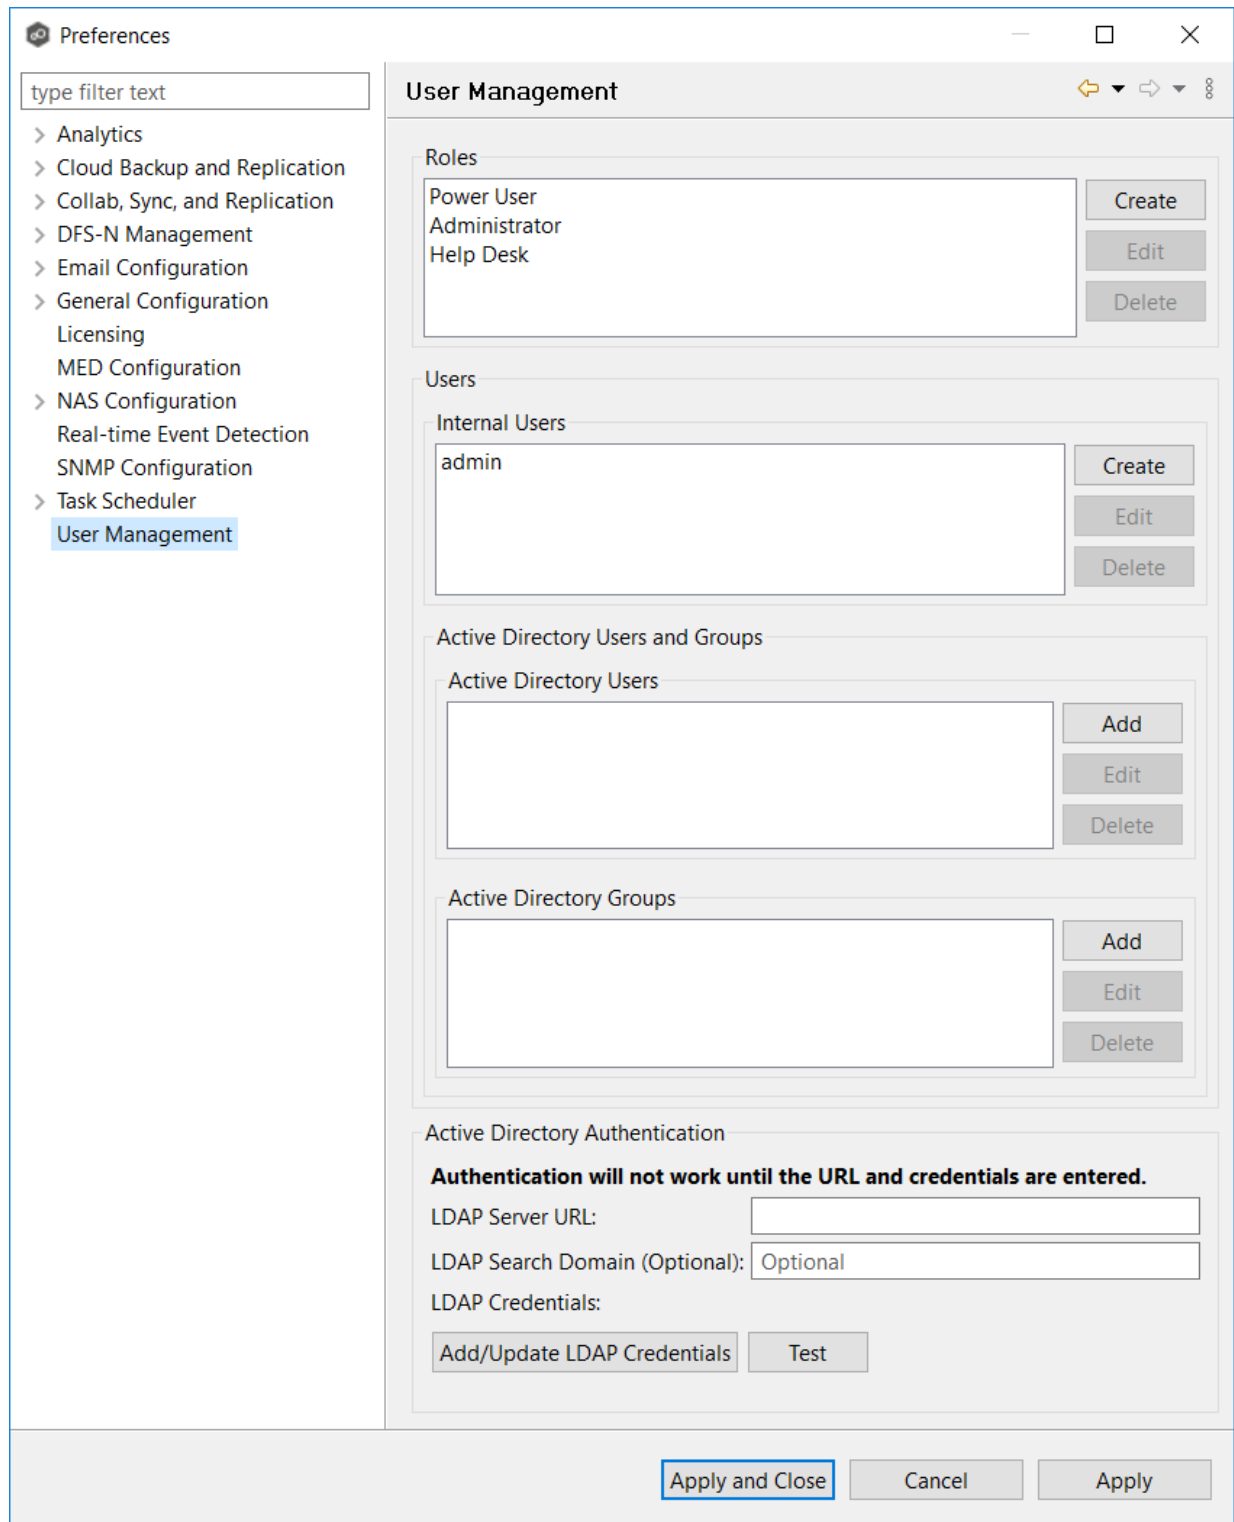 Preferences
type filter text
Analytics
Cloud Backup and Replication
Collab, Sync, and Replication
DFS-N Management
Email Configuration
General Configuration
Licensing
MED Configuration
NAS Configuration
Real-time Event Detection
SNMP Configuration
Task Scheduler
User Management
User Management
Roles
Power User
Administrator
Help Desk
Create
Edit
Delete
Users
Internal Users
admin
Create
Edit
Delete
Active Directory Users and Groups
Active Directory Users
Add
Edit
Delete
Active Directory Groups
Add
Edit
Delete
Active Directory Authentication
Authentication will not work until the URL and credentials are entered.
LDAP Server URL:
LDAP Search Domain (Optional): Optional
LDAP Credentials:
Add/Update LDAP Credentials Test
Apply and Close Cancel Apply